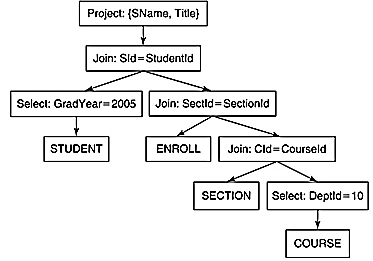 Project: {SName, Title}
Join: SId=StudentId
Select: GradYear=2005
Join: SectId=SectionId
STUDENT
ENROLL
Join: CId=CourseId
SECTION
Select: DeptId=10
COURSE